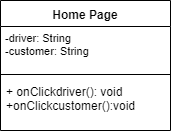 Home Page
-driver: String
-customer: String
+ onClickdriver(): void
+onClickcustomer():void